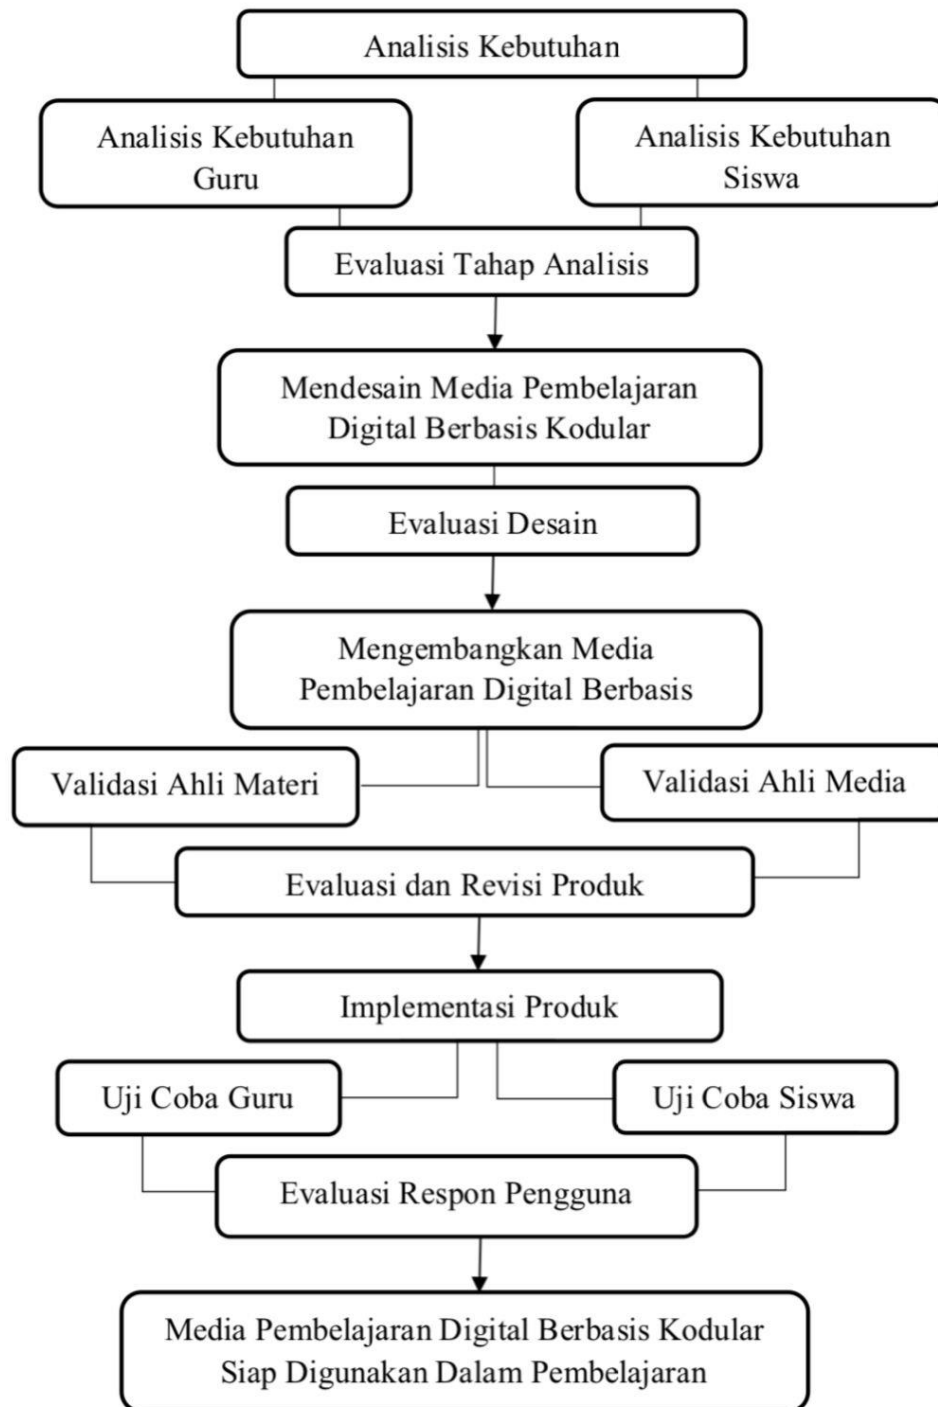 Analisis Kebutuhan
Analisis Kebutuhan
Guru
Analisis Kebutuhan
Siswa
Evaluasi Tahap Analisis
Mendesain Media Pembelajaran
Digital Berbasis Kodular
Evaluasi Desain
Mengembangkan Media
Pembelajaran Digital Berbasis
Validasi Ahli Materi
Validasi Ahli Media
Evaluasi dan Revisi Produk
Implementasi Produk
Uji Coba Guru
Uji Coba Siswa
Evaluasi Respon Pengguna
Media Pembelajaran Digital Berbasis Kodular
Siap Digunakan Dalam Pembelajaran